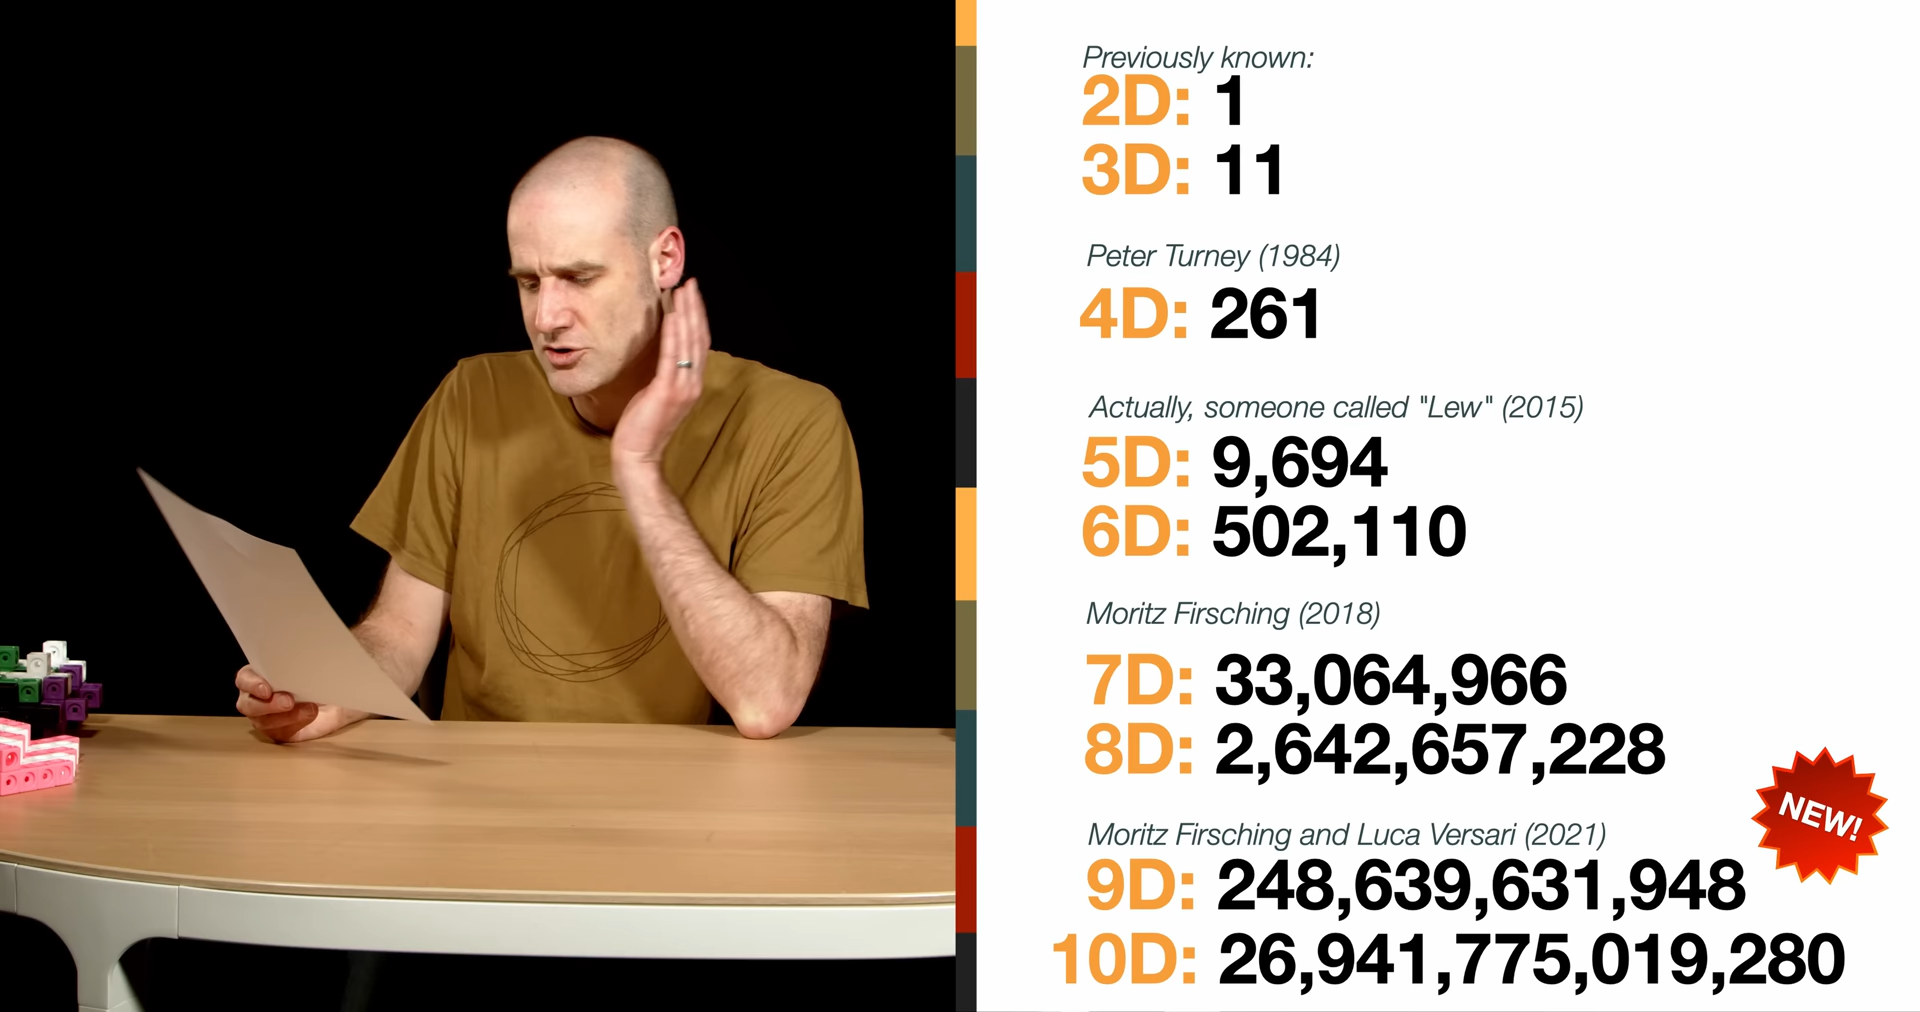 Previously known:
2D: 1
3D: 11
Peter Turney (1984)
4D: 261
Actually, someone called "Lew" (2015)
5D: 9,694
6D: 502,110
Moritz Firsching (2018)
7D: 33,064,966
8D: 2,642,657,228
NEW!
Moritz Firsching and Luca Versari (2021)
9D: 248,639,631,948
10D: 26,941,775,019,280